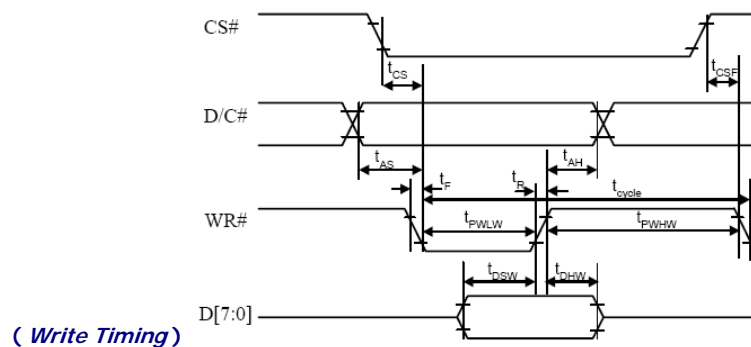 CS#
tCS
tCSF
D/C#
tAS
tAH
tF
tR
tcycle
WR#
tPWLW
tPWHW
tDSW
tDHW
D[7:0]
( Write Timing )